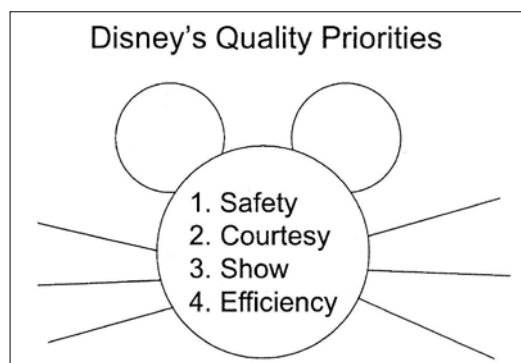 Disney's Quality Priorities
1. Safety
2. Courtesy
3. Show
4. Efficiency